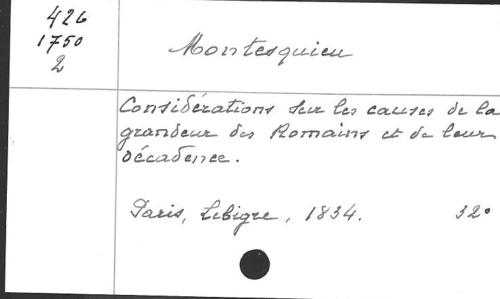 426
1750
2
Montesquieu
Considérations sur les causes de la
grandeur des Romains et de leur
décadence.
Paris, Lebigre, 1834. 32°